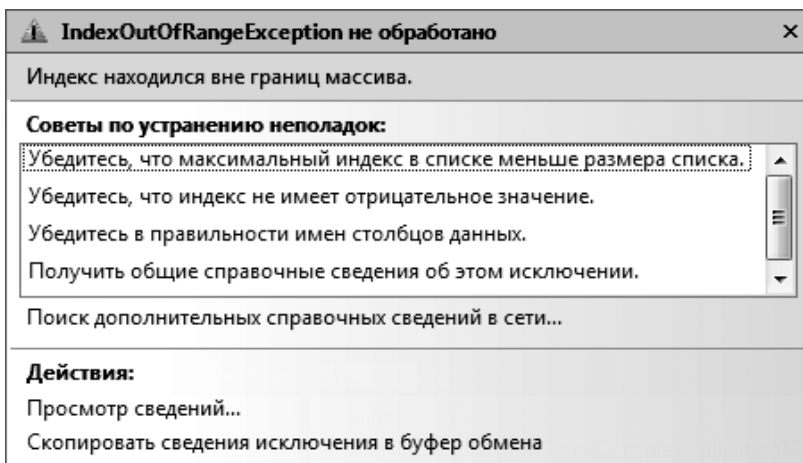 IndexOutOfRangeException не обработано
Индекс находился вне границ массива.
Советы по устранению неполадок:
Убедитесь, что максимальный индекс в списке меньше размера списка.
Убедитесь, что индекс не имеет отрицательное значение.
Убедитесь в правильности имен столбцов данных.
Получить общие справочные сведения об этом исключении.
Поиск дополнительных справочных сведений в сети...
Действия:
Просмотр сведений...
Скопировать сведения исключения в буфер обмена